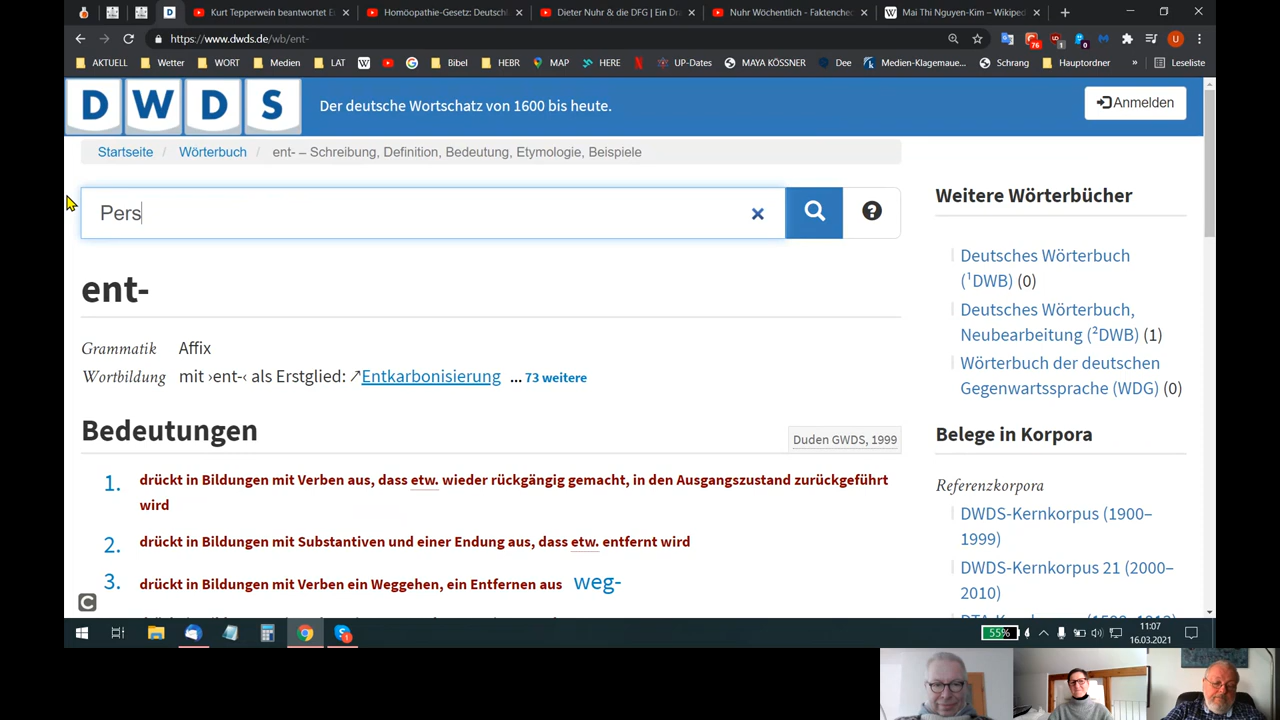 Kurt Tepperwein beantwortet E
Homöopathie-Gesetz: Deutschl
Dieter Nuhr & die DFG | Ein Dra
Nuhr Wöchentlich - Faktenchec
W Mai Thi Nguyen-Kim – Wikiped
https://www.dwds.de/wb/ent-
AKTUELL Wetter WORT Medien LAT W Bibel HEBR MAP HERE UP-Dates MAYA KÖSSNER Dee Medien-Klagemaue... Schrang Hauptordner » Leseliste
D W D S Der deutsche Wortschatz von 1600 bis heute. Anmelden
Startseite / Wörterbuch / ent- – Schreibung, Definition, Bedeutung, Etymologie, Beispiele
Pers
ent-
Grammatik Affix
Wortbildung mit ›ent-‹ als Erstglied: ↗Entkarbonisierung ... 73 weitere
Bedeutungen
Duden GWDS, 1999
1. drückt in Bildungen mit Verben aus, dass etw. wieder rückgängig gemacht, in den Ausgangszustand zurückgeführt
wird
2. drückt in Bildungen mit Substantiven und einer Endung aus, dass etw. entfernt wird
3. drückt in Bildungen mit Verben ein Weggehen, ein Entfernen aus weg-
Weitere Wörterbücher
Deutsches Wörterbuch
(¹DWB) (0)
Deutsches Wörterbuch,
Neubearbeitung (²DWB) (1)
Wörterbuch der deutschen
Gegenwartssprache (WDG) (0)
Belege in Korpora
Referenzkorpora
DWDS-Kernkorpus (1900–
1999)
DWDS-Kernkorpus 21 (2000–
2010)
55%
11:07
16.03.2021